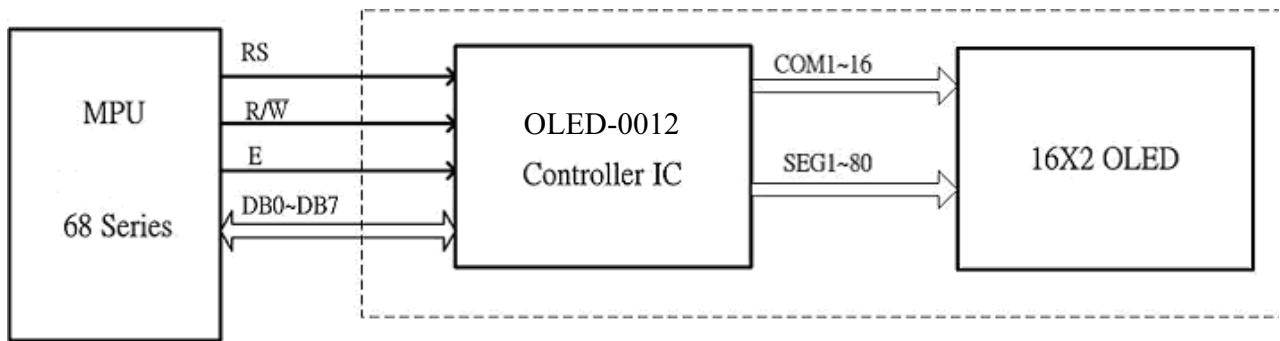 MPU
68 Series
RS
R/W̅
E
DB0~DB7
OLED-0012
Controller IC
COM1~16
SEG1~80
16X2 OLED